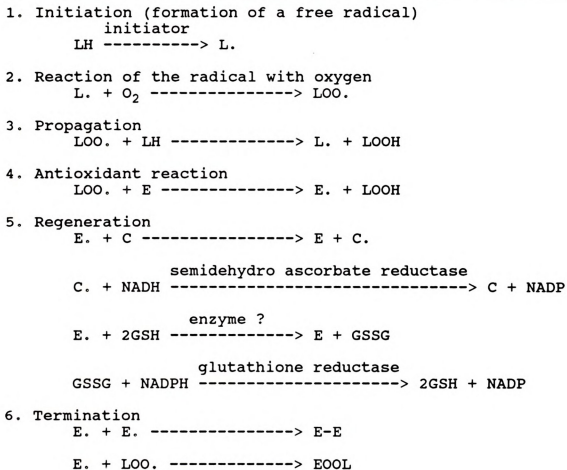 1. Initiation (formation of a free radical)
initiator
LH ----------> L.
2. Reaction of the radical with oxygen
L. + O₂ ---------------> LOO.
3. Propagation
LOO. + LH -------------> L. + LOOH
4. Antioxidant reaction
LOO. + E --------------> E. + LOOH
5. Regeneration
E. + C ----------------> E + C.
semidehydro ascorbate reductase
C. + NADH -------------------------------> C + NADP
enzyme ?
E. + 2GSH -------------> E + GSSG
glutathione reductase
GSSG + NADPH ---------------------> 2GSH + NADP
6. Termination
E. + E. ---------------> E-E
E. + LOO. -------------> EOOL